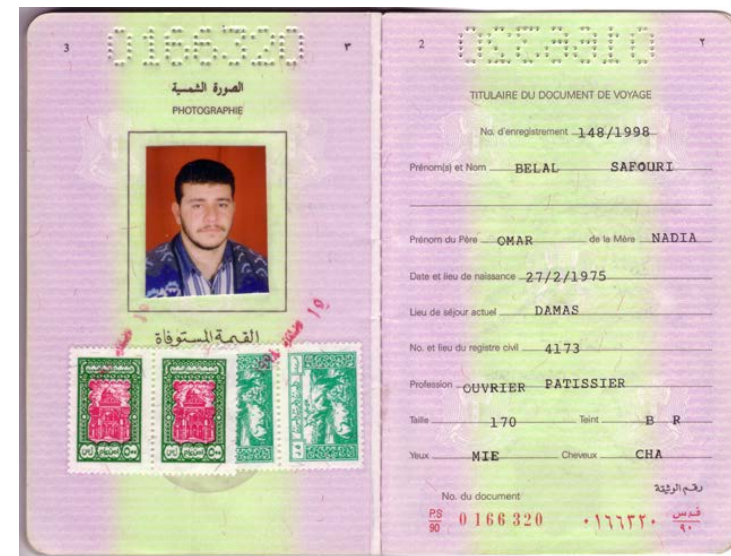 3
0166320
٣
الصورة الشمسية
PHOTOGRAPHIE
القيمة المستوفاة
2
0166320
٢
TITULAIRE DU DOCUMENT DE VOYAGE
No. d'enregistrement 148/1998
Prénom(s) et Nom BELAL SAFOURI
Prénom du Père OMAR de la Mère NADIA
Date et lieu de naissance 27/2/1975
Lieu de séjour actuel DAMAS
No. et lieu du registre civil 4173
Profession OUVRIER PATISSIER
Taille 170 Teint B R
Yeux MIE Cheveux CHA
No. du document رقم الوثيقة
PS 90 0166320 ٠١٦٦٣٢٠ قدس ٩٠